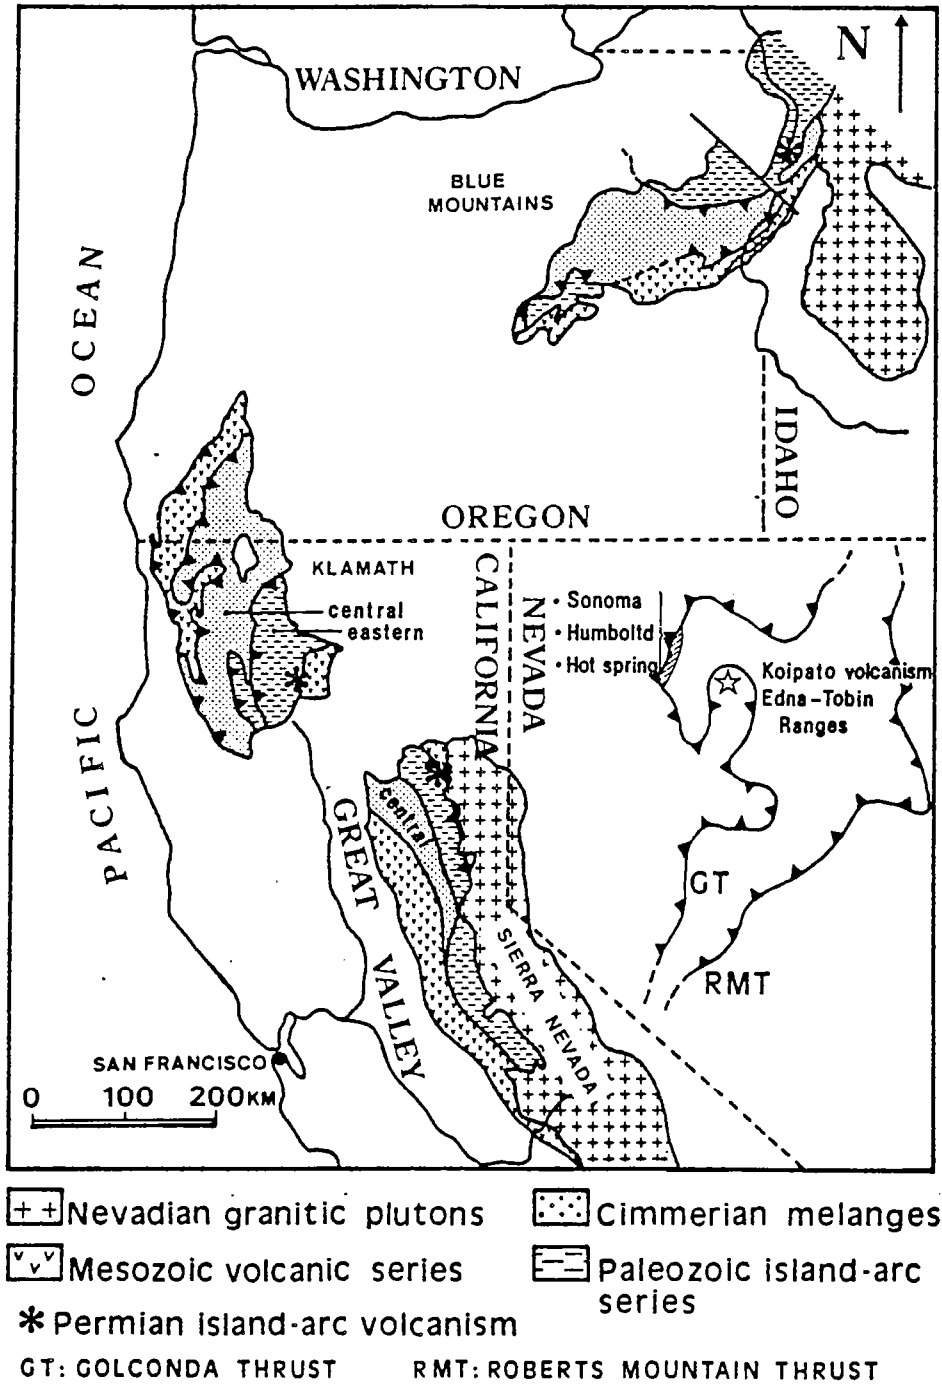 N
WASHINGTON
BLUE
MOUNTAINS
OCEAN
IDAHO
OREGON
KLAMATH
central
eastern
CALIFORNIA
NEVADA
• Sonoma
• Humboltd
• Hot spring
Koipato volcanism
Edna-Tobin
Ranges
PACIFIC
GREAT
VALLEY
central
GT
RMT
SIERRA NEVADA
SAN FRANCISCO
0 100 200 KM
++ Nevadian granitic plutons
Cimmerian melanges
v v v Mesozoic volcanic series
Paleozoic island-arc
series
* Permian island-arc volcanism
GT: GOLCONDA THRUST RMT: ROBERTS MOUNTAIN THRUST